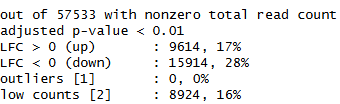 out of 57533 with nonzero total read count
adjusted p-value < 0.01
LFC > 0 (up)       : 9614, 17%
LFC < 0 (down)     : 15914, 28%
outliers [1]       : 0, 0%
low counts [2]     : 8924, 16%